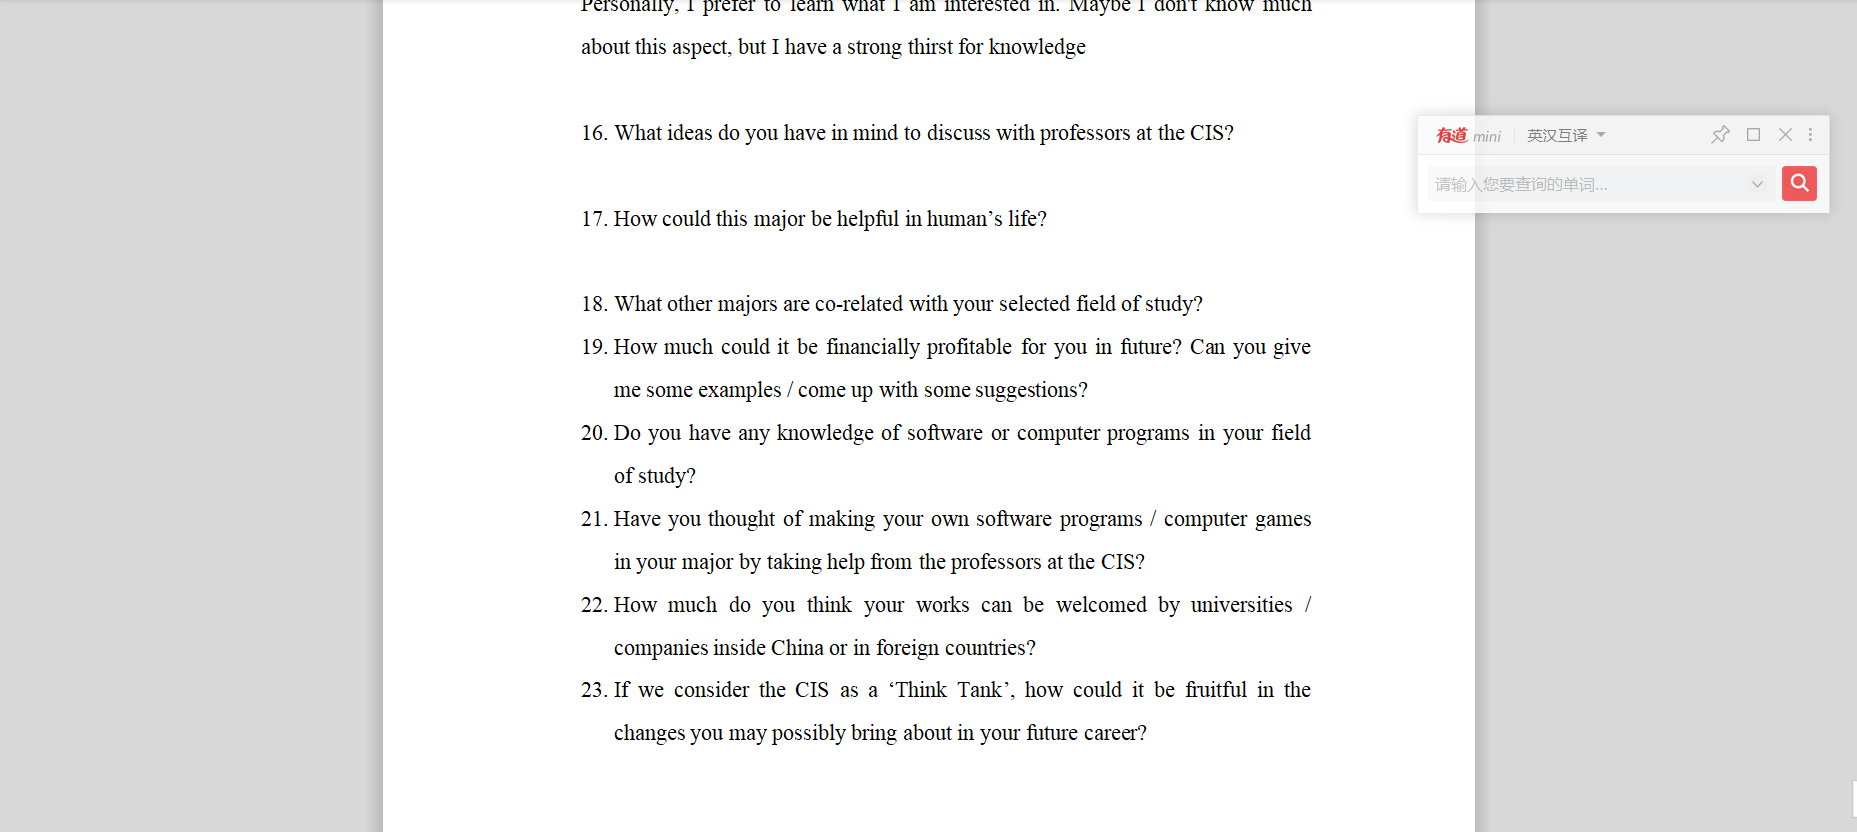 Personally, I prefer to learn what I am interested in. Maybe I don't know much
about this aspect, but I have a strong thirst for knowledge
16. What ideas do you have in mind to discuss with professors at the CIS?
有道 mini 英汉互译
请输入您要查询的单词...
17. How could this major be helpful in human’s life?
18. What other majors are co-related with your selected field of study?
19. How much could it be financially profitable for you in future? Can you give
me some examples / come up with some suggestions?
20. Do you have any knowledge of software or computer programs in your field
of study?
21. Have you thought of making your own software programs / computer games
in your major by taking help from the professors at the CIS?
22. How much do you think your works can be welcomed by universities /
companies inside China or in foreign countries?
23. If we consider the CIS as a ‘Think Tank’, how could it be fruitful in the
changes you may possibly bring about in your future career?